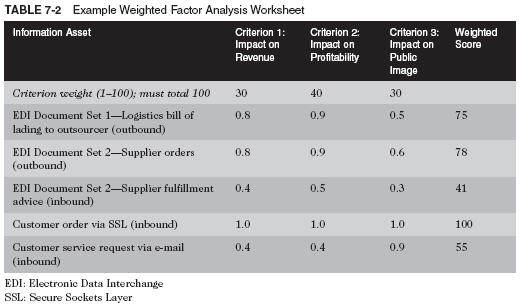 TABLE 7-2 Example Weighted Factor Analysis Worksheet
Information Asset
Criterion 1: Impact on Revenue
Criterion 2: Impact on Profitability
Criterion 3: Impact on Public Image
Weighted Score
Criterion weight (1–100); must total 100 30 40 30
EDI Document Set 1—Logistics bill of 0.8 0.9 0.5 75
lading to outsourcer (outbound)
EDI Document Set 2—Supplier orders 0.8 0.9 0.6 78
(outbound)
EDI Document Set 2—Supplier fulfillment 0.4 0.5 0.3 41
advice (inbound)
Customer order via SSL (inbound) 1.0 1.0 1.0 100
Customer service request via e-mail 0.4 0.4 0.9 55
(inbound)
EDI: Electronic Data Interchange
SSL: Secure Sockets Layer